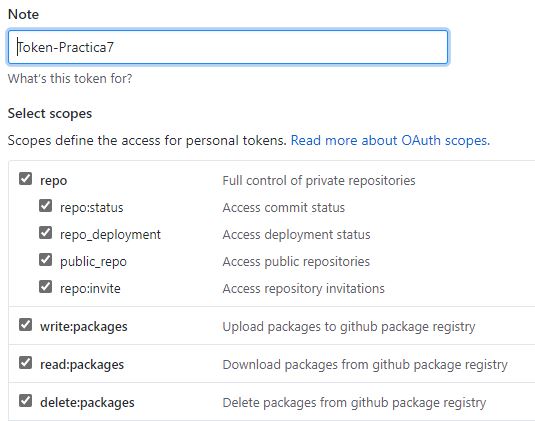 Note
Token-Practica7
What's this token for?
Select scopes
Scopes define the access for personal tokens. Read more about OAuth scopes.
repo Full control of private repositories
repo:status Access commit status
repo_deployment Access deployment status
public_repo Access public repositories
repo:invite Access repository invitations
write:packages Upload packages to github package registry
read:packages Download packages from github package registry
delete:packages Delete packages from github package registry